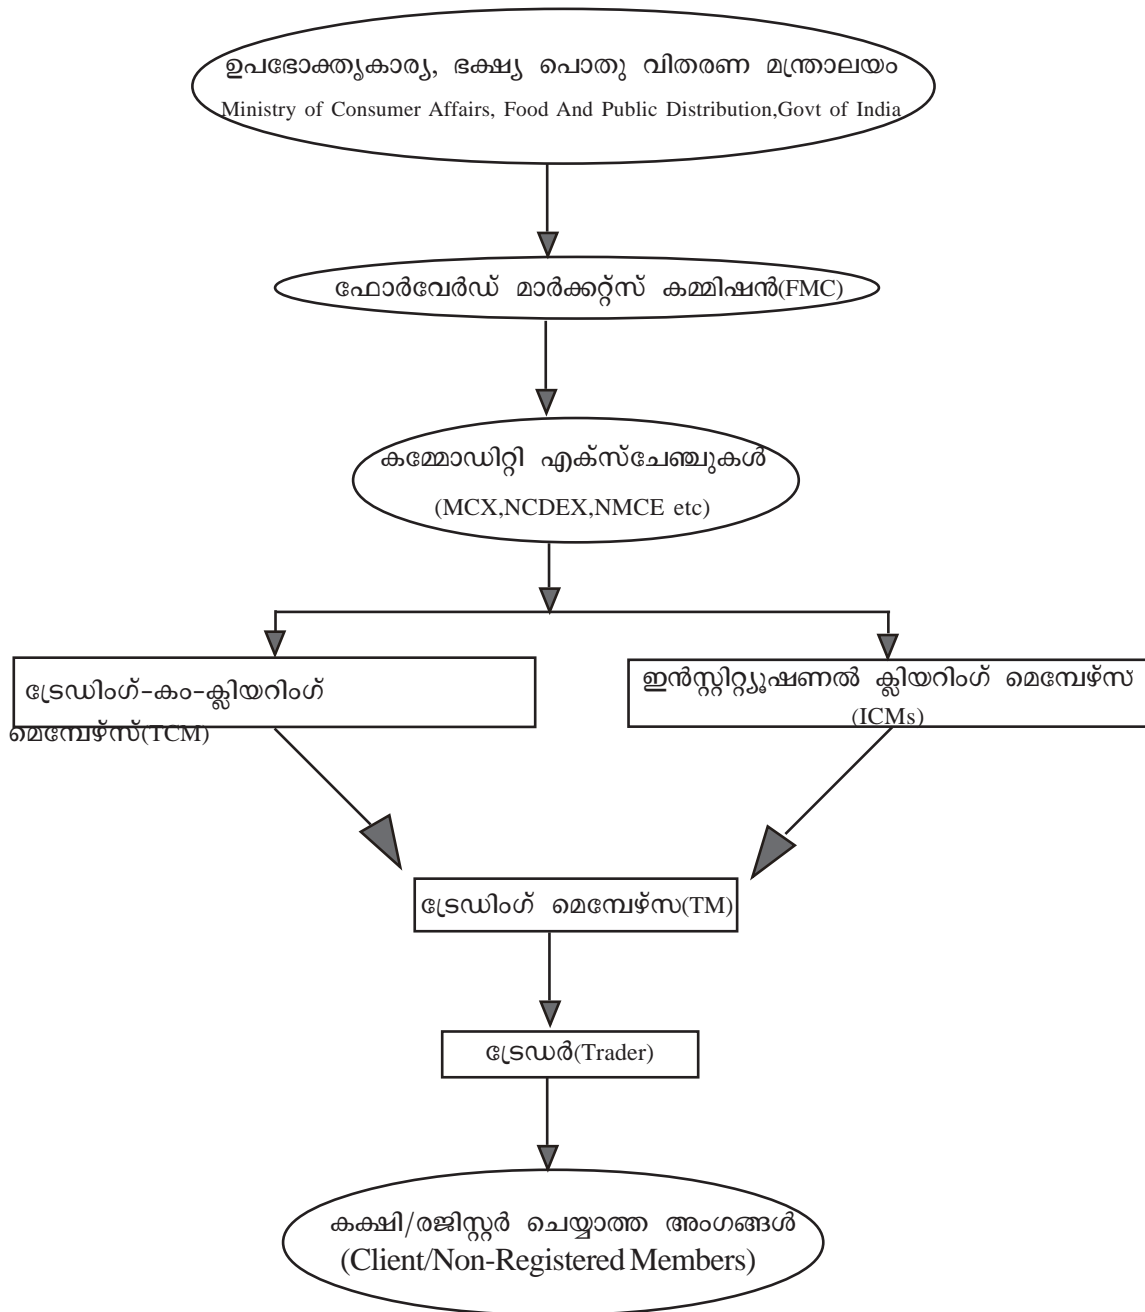 ഉപഭോക്തൃകാര്യ, ഭക്ഷ്യ പൊതു വിതരണ മന്ത്രാലയം
Ministry of Consumer Affairs, Food And Public Distribution,Govt of India
ഫോർവേർഡ് മാർക്കറ്റ്സ് കമ്മിഷൻ(FMC)
കമ്മോഡിറ്റി എക്സ്ചേഞ്ചുകൾ
(MCX,NCDEX,NMCE etc)
ട്രേഡിംഗ്-കം-ക്ലിയറിംഗ്
മെമ്പേഴ്സ്(TCM)
ഇൻസ്റ്റിറ്റ്യൂഷണൽ ക്ലിയറിംഗ് മെമ്പേഴ്സ്
(ICMs)
ട്രേഡിംഗ് മെമ്പേഴ്സ(TM)
ട്രേഡർ(Trader)
കക്ഷി/രജിസ്റ്റർ ചെയ്യാത്ത അംഗങ്ങൾ
(Client/Non-Registered Members)